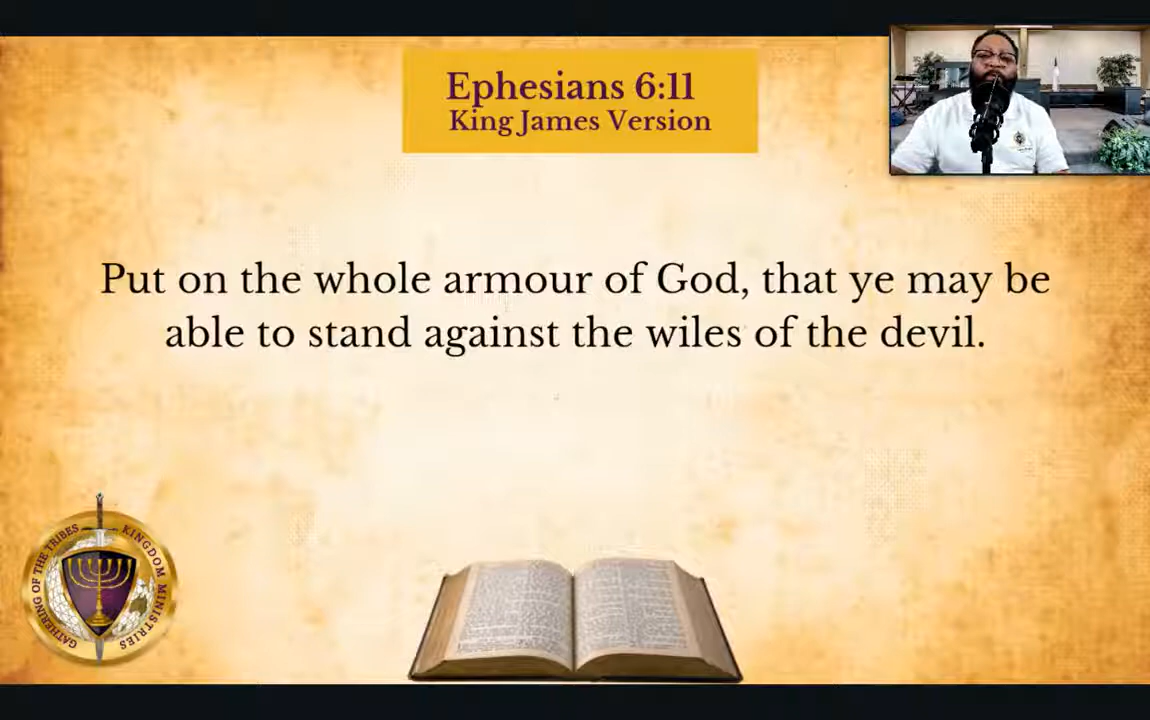 Ephesians 6:11
King James Version
Put on the whole armour of God, that ye may be
able to stand against the wiles of the devil.
GATHERING OF THE TRIBES
KINGDOM MINISTRIES